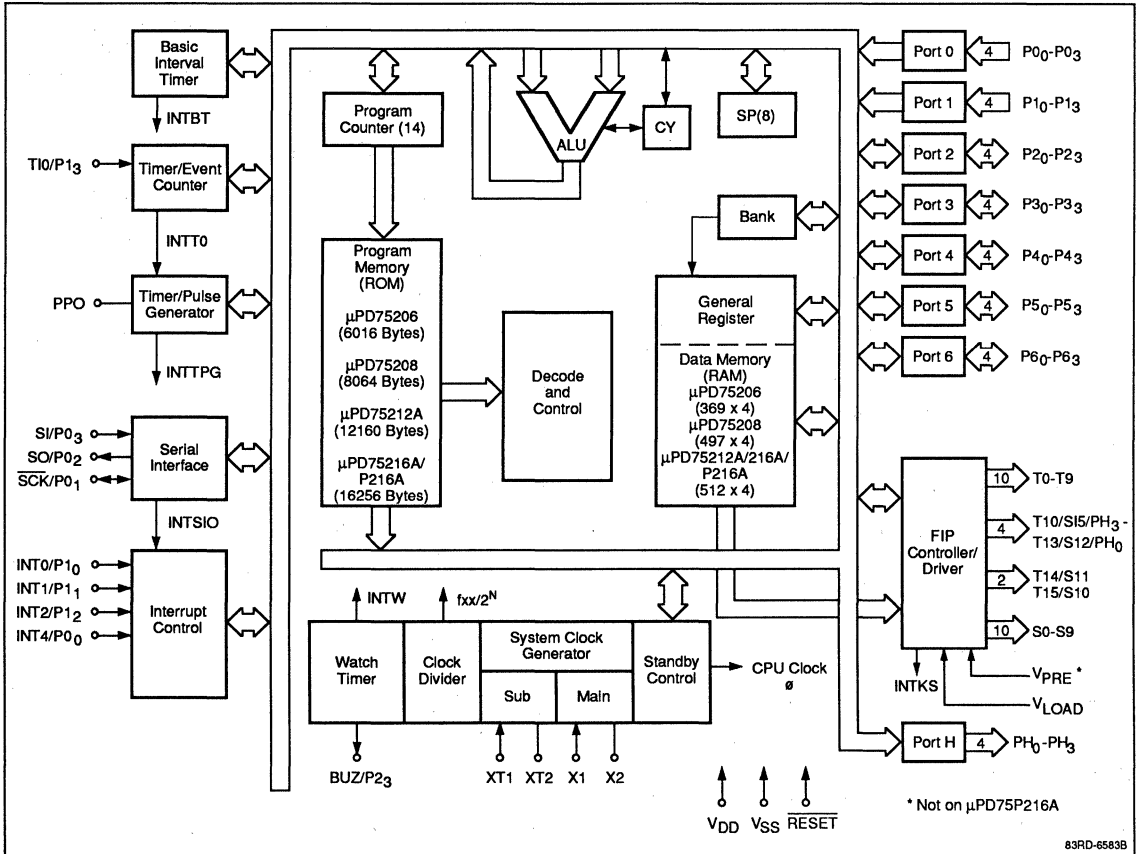 Basic
Interval
Timer
INTBT
TI0/P1₃
Timer/Event
Counter
INTT0
PPO
Timer/Pulse
Generator
INTTPG
SI/P0₃
SO/P0₂
S̅C̅K̅/P0₁
Serial
Interface
INTSIO
INT0/P1₀
INT1/P1₁
INT2/P1₂
INT4/P0₀
Interrupt
Control
Program
Counter (14)
ALU
CY
SP(8)
Bank
Program
Memory
(ROM)
µPD75206
(6016 Bytes)
µPD75208
(8064 Bytes)
µPD75212A
(12160 Bytes)
µPD75216A/
P216A
(16256 Bytes)
Decode
and
Control
General
Register
Data Memory
(RAM)
µPD75206
(369 x 4)
µPD75208
(497 x 4)
µPD75212A/216A/
P216A
(512 x 4)
INTW
fxx/2ᴺ
Watch
Timer
Clock
Divider
System Clock
Generator
Sub
Main
Standby
Control
CPU Clock
ø
BUZ/P2₃
XT1
XT2
X1
X2
V_DD
V_SS
R̅E̅S̅E̅T̅
Port 0 4 P0₀-P0₃
Port 1 4 P1₀-P1₃
Port 2 4 P2₀-P2₃
Port 3 4 P3₀-P3₃
Port 4 4 P4₀-P4₃
Port 5 4 P5₀-P5₃
Port 6 4 P6₀-P6₃
FIP
Controller/
Driver
10 T0-T9
4 T10/SI5/PH₃ -
T13/S12/PH₀
2 T14/S11
T15/S10
10 S0-S9
INTKS
V_PRE *
V_LOAD
Port H 4 PH₀-PH₃
* Not on µPD75P216A
83RD-6583B